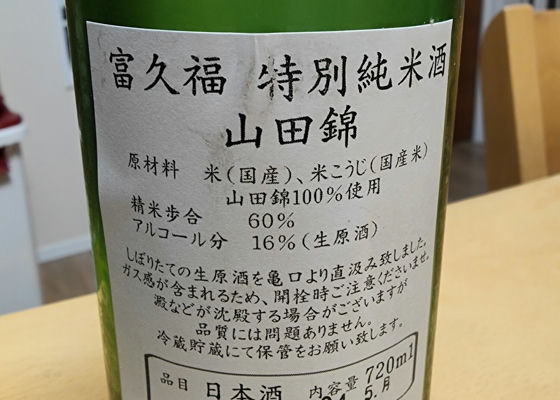 富久福 特別純米酒
山田錦
原材料 米(国産)、米こうじ(国産米)
山田錦100%使用
精米歩合 60%
アルコール分 16%(生原酒)
しぼりたての生原酒を亀口より直汲み致しました。
ガス感が含まれるため、開栓時ご注意くださいませ。
澱などが沈殿する場合がございますが
品質には問題ありません。
冷蔵貯蔵にて保管をお願い致します。
品目 日本酒 内容量 720ml
5.月